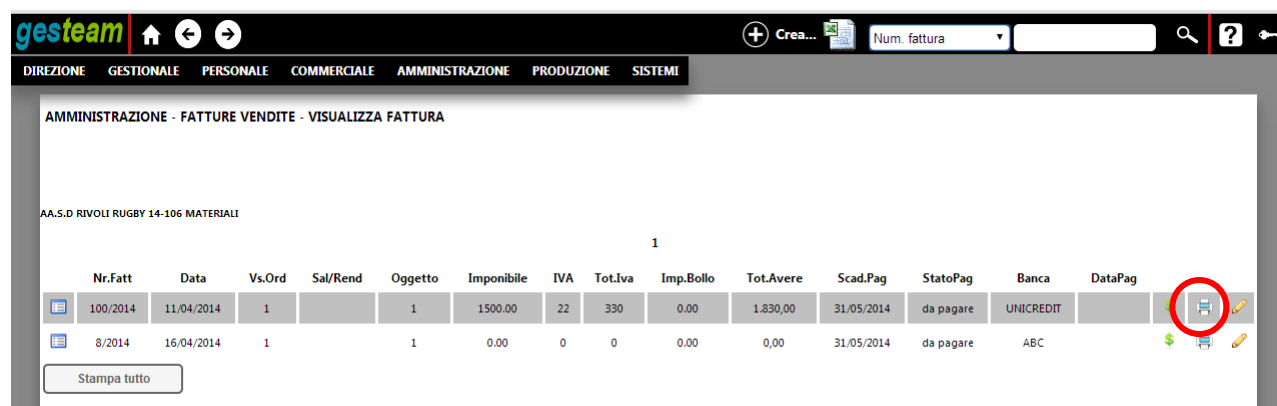 gesteam Crea... Num. fattura ?
DIREZIONE GESTIONALE PERSONALE COMMERCIALE AMMINISTRAZIONE PRODUZIONE SISTEMI
AMMINISTRAZIONE - FATTURE VENDITE - VISUALIZZA FATTURA
AA.S.D RIVOLI RUGBY 14-106 MATERIALI
1
Nr.Fatt Data Vs.Ord Sal/Rend Oggetto Imponibile IVA Tot.Iva Imp.Bollo Tot.Avere Scad.Pag StatoPag Banca DataPag
100/2014 11/04/2014 1 1 1500.00 22 330 0.00 1.830,00 31/05/2014 da pagare UNICREDIT $
8/2014 16/04/2014 1 1 0.00 0 0 0.00 0,00 31/05/2014 da pagare ABC $
Stampa tutto